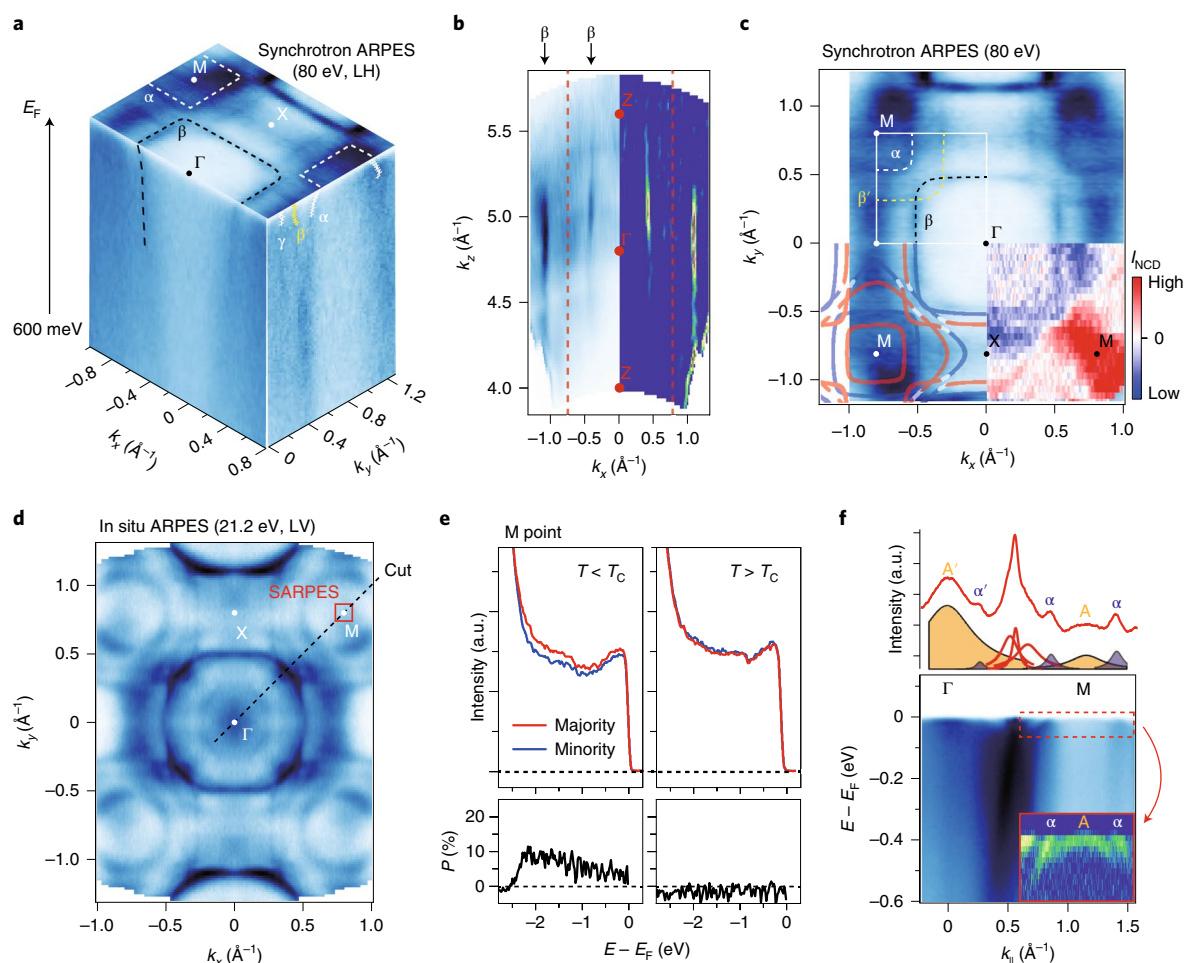 a
Synchrotron ARPES
(80 eV, LH)
E_F
M
α
X
β
Γ
γ
β
α
600 meV
−0.8
−0.4
0
0.4
0.8
k_x (Å⁻¹)
0
0.4
0.8
1.2
k_y (Å⁻¹)
b
β
β
5.5
5.0
4.5
4.0
k_z (Å⁻¹)
Z
Γ
Z
−1.0
−0.5
0
0.5
1.0
k_x (Å⁻¹)
c
Synchrotron ARPES (80 eV)
1.0
0.5
0
−0.5
−1.0
k_y (Å⁻¹)
M
α
β′
β
Γ
M
X
M
I_NCD
High
0
Low
−1.0
−0.5
0
0.5
1.0
k_x (Å⁻¹)
d
In situ ARPES (21.2 eV, LV)
Cut
SARPES
X
M
Γ
1.0
0.5
0
−0.5
−1.0
k_y (Å⁻¹)
−1.0
−0.5
0
0.5
1.0
k_x (Å⁻¹)
e
M point
T < T_C
T > T_C
Intensity (a.u.)
Majority
Minority
P (%)
20
10
0
−2
−1
0
−2
−1
0
E − E_F (eV)
f
Intensity (a.u.)
A′
α′
α
A
α
Γ
M
0
−0.2
−0.4
−0.6
E − E_F (eV)
α
A
α
0
0.5
1.0
1.5
k_∥ (Å⁻¹)